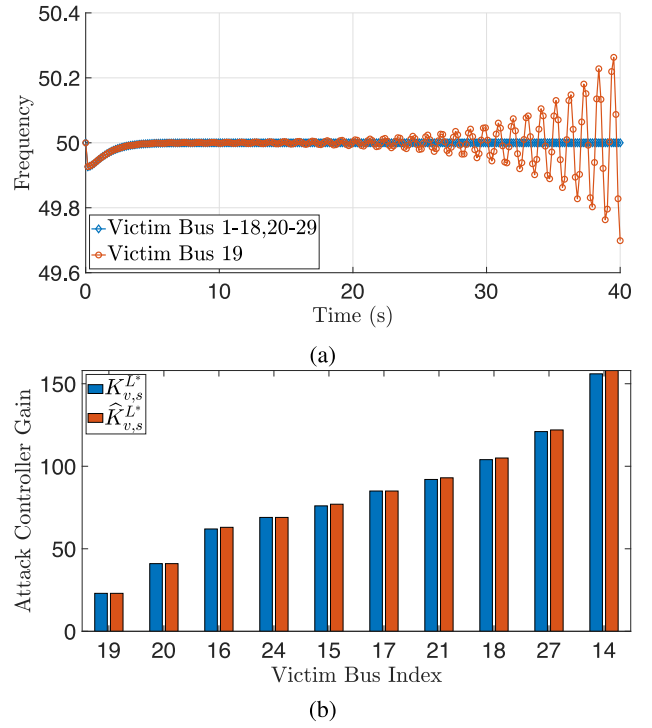 50.4
50.2
50
49.8
49.6
Frequency
Victim Bus 1-18,20-29
Victim Bus 19
0 10 20 30 40
Time (s)
(a)
150
100
50
0
Attack Controller Gain
K_{v,s}^{L*}
\widehat{K}_{v,s}^{L*}
19 20 16 24 15 17 21 18 27 14
Victim Bus Index
(b)